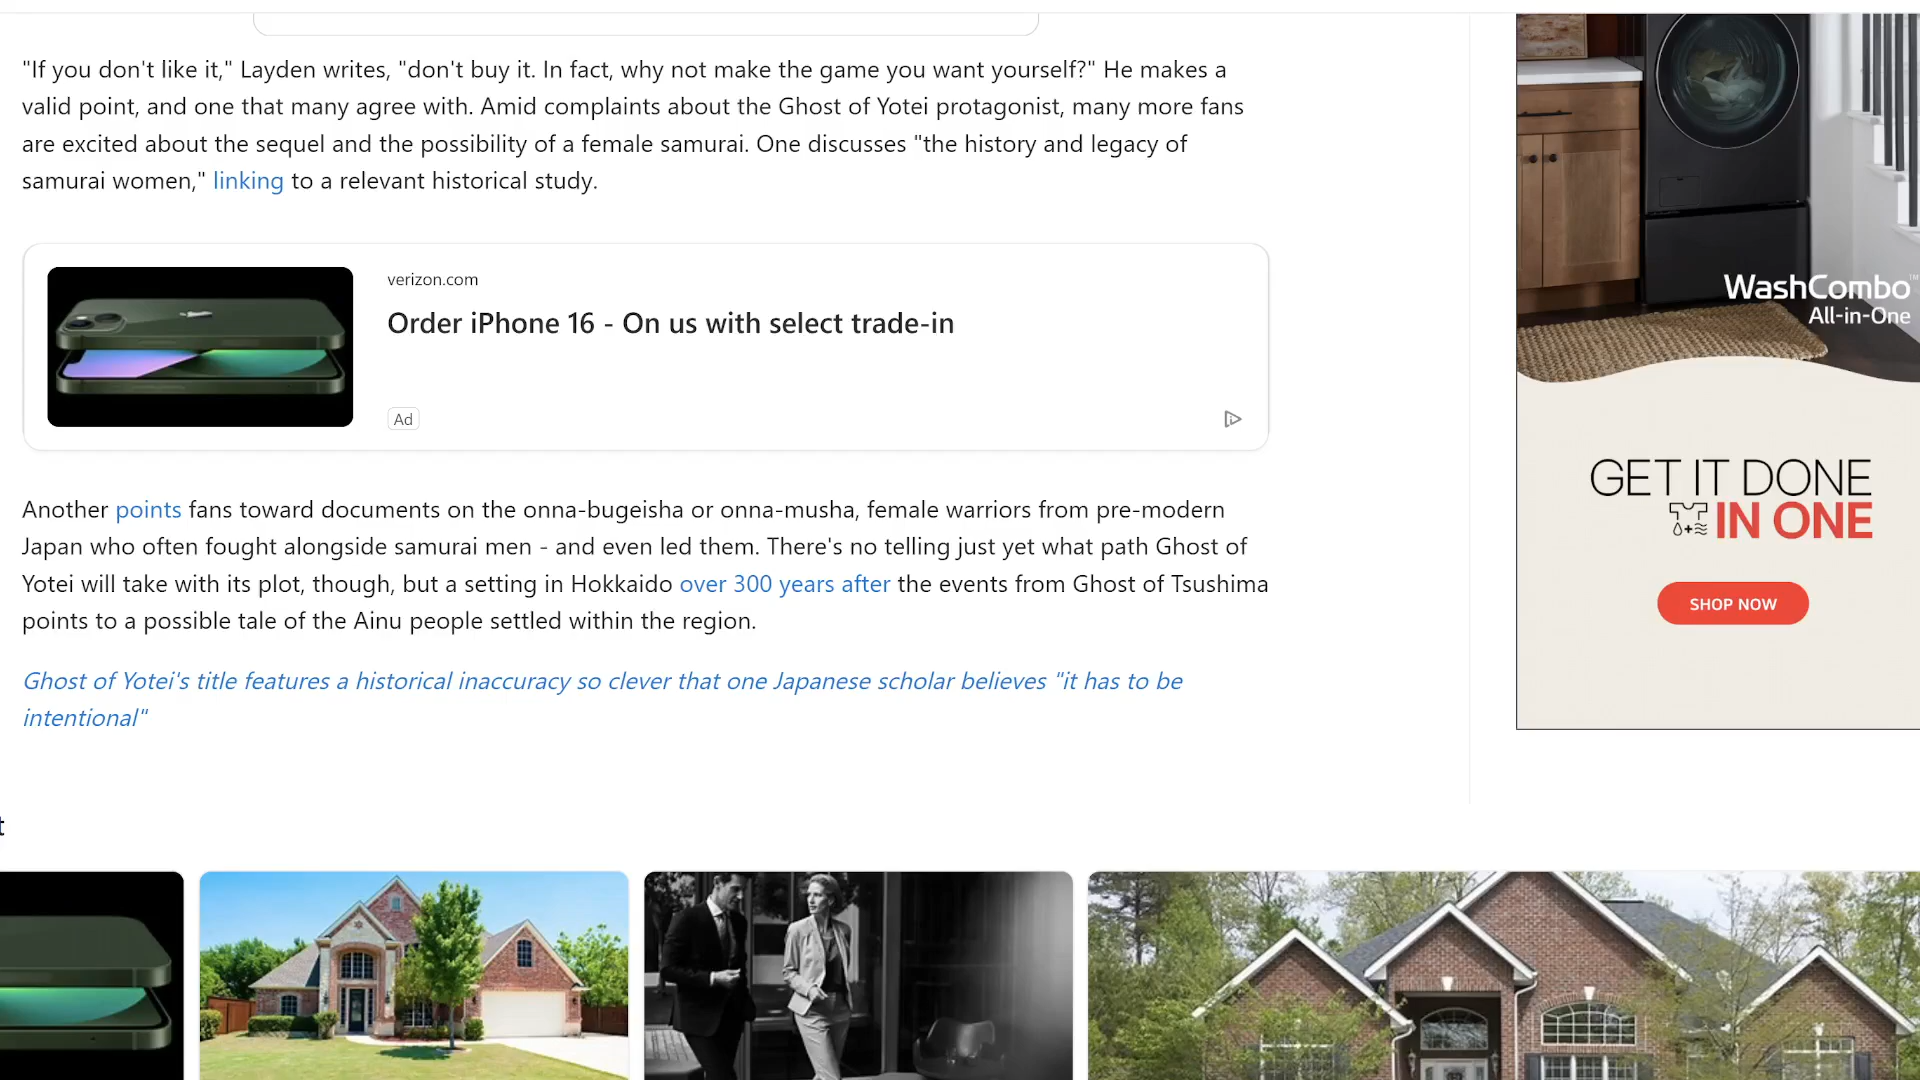 "If you don't like it," Layden writes, "don't buy it. In fact, why not make the game you want yourself?" He makes a
valid point, and one that many agree with. Amid complaints about the Ghost of Yotei protagonist, many more fans
are excited about the sequel and the possibility of a female samurai. One discusses "the history and legacy of
samurai women," linking to a relevant historical study.
verizon.com
Order iPhone 16 - On us with select trade-in
Ad
Another points fans toward documents on the onna-bugeisha or onna-musha, female warriors from pre-modern
Japan who often fought alongside samurai men - and even led them. There's no telling just yet what path Ghost of
Yotei will take with its plot, though, but a setting in Hokkaido over 300 years after the events from Ghost of Tsushima
points to a possible tale of the Ainu people settled within the region.
Ghost of Yotei's title features a historical inaccuracy so clever that one Japanese scholar believes "it has to be
intentional"
t
WashCombo™
All-in-One
GET IT DONE
IN ONE
SHOP NOW